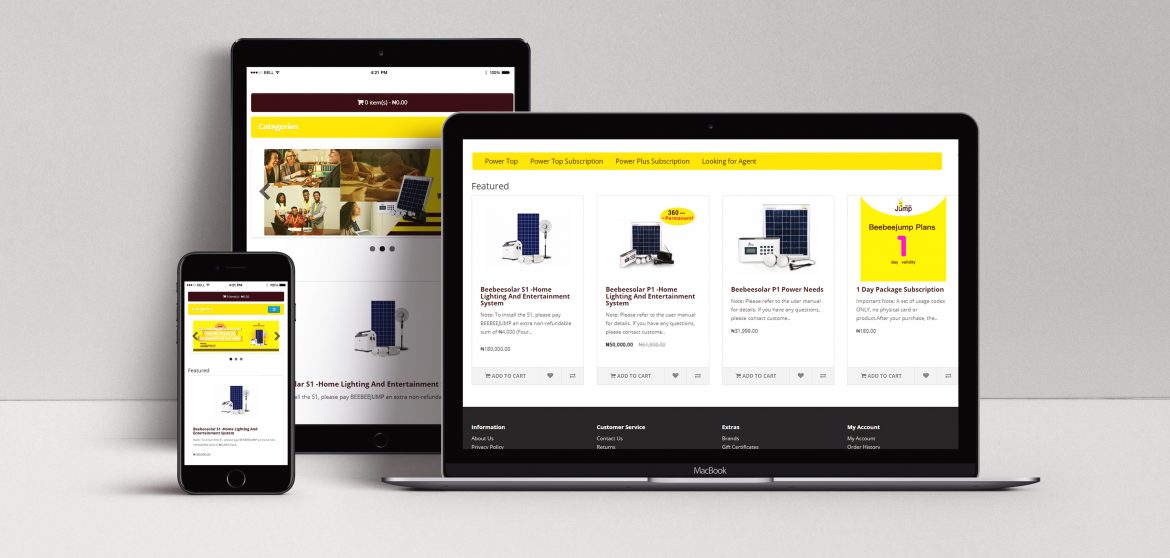 BELL
4:21 PM
100%
0 item(s) - ₦0.00
Categories
lar S1 -Home Lighting And Entertainment
all the S1, please pay BEEBEEJUMP an extra non-refunda
4:21 PM
100%
0 item(s) - ₦0.00
Categories
Featured
Beebeesolar S1 -Home Lighting And
Entertainment System
₦180,000.00
Power Top
Power Top Subscription
Power Plus Subscription
Looking for Agent
Featured
Beebeesolar S1 -Home
Lighting And Entertainment
System
Note: To install the S1, please pay
BEEBEEJUMP an extra non-refundable
sum of ₦4,000 (Four..
₦180,000.00
ADD TO CART
360
Permanent
Beebeesolar P1 -Home
Lighting And Entertainment
System
Note: Please refer to the user manual
for details. If you have any questions,
please contact custome..
₦50,000.00 ₦61,000.00
ADD TO CART
Beebeesolar P1 Power Needs
Note: Please refer to the user manual
for details. If you have any questions,
please contact custome..
₦31,999.00
ADD TO CART
Jump
Beebeejump Plans
1
day validity
1 Day Package Subscription
Important Note: A set of usage codes
ONLY, no physical card or
product.After your purchase, the..
₦180.00
ADD TO CART
Information
About Us
Privacy Policy
Customer Service
Contact Us
Returns
Extras
Brands
Gift Certificates
My Account
My Account
Order History
MacBook